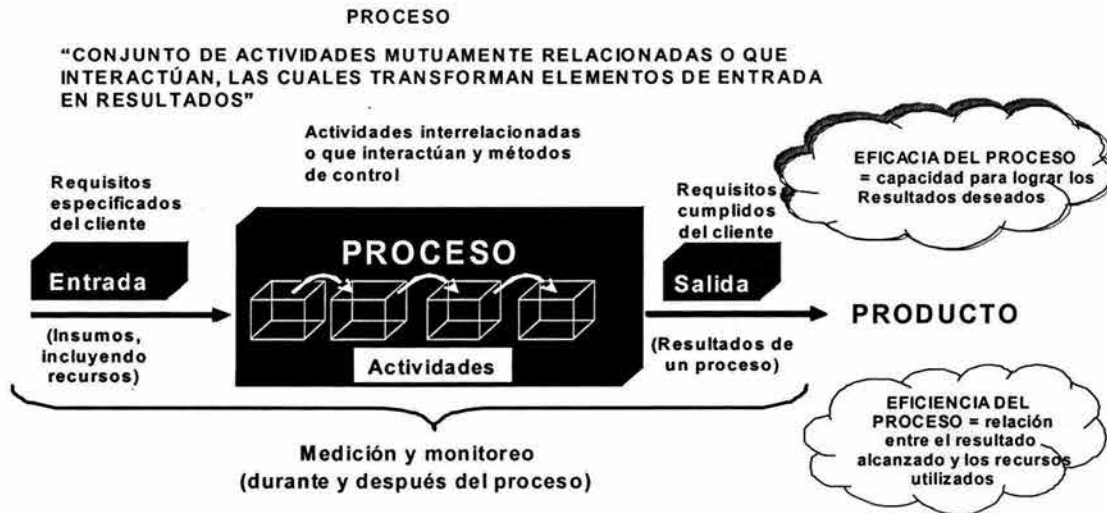 PROCESO
“CONJUNTO DE ACTIVIDADES MUTUAMENTE RELACIONADAS O QUE
INTERACTÚAN, LAS CUALES TRANSFORMAN ELEMENTOS DE ENTRADA
EN RESULTADOS”
Actividades interrelacionadas
o que interactúan y métodos
de control
Requisitos
especificados
del cliente
Entrada
(Insumos,
incluyendo
recursos)
PROCESO
Actividades
Requisitos
cumplidos
del cliente
Salida
(Resultados de
un proceso)
EFICACIA DEL PROCESO
= capacidad para lograr los
Resultados deseados
PRODUCTO
EFICIENCIA DEL
PROCESO = relación
entre el resultado
alcanzado y los recursos
utilizados
Medición y monitoreo
(durante y después del proceso)